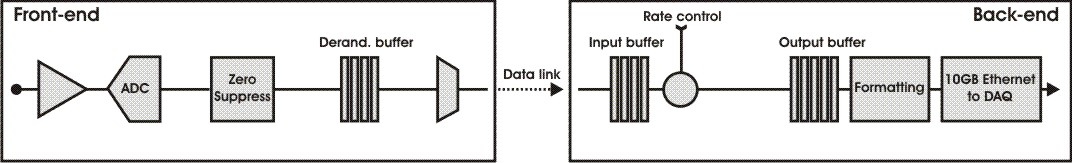 Front-end
Derand. buffer
ADC
Zero
Suppress
Data link
Back-end
Rate control
Input buffer
Output buffer
Formatting
10GB Ethernet
to DAQ